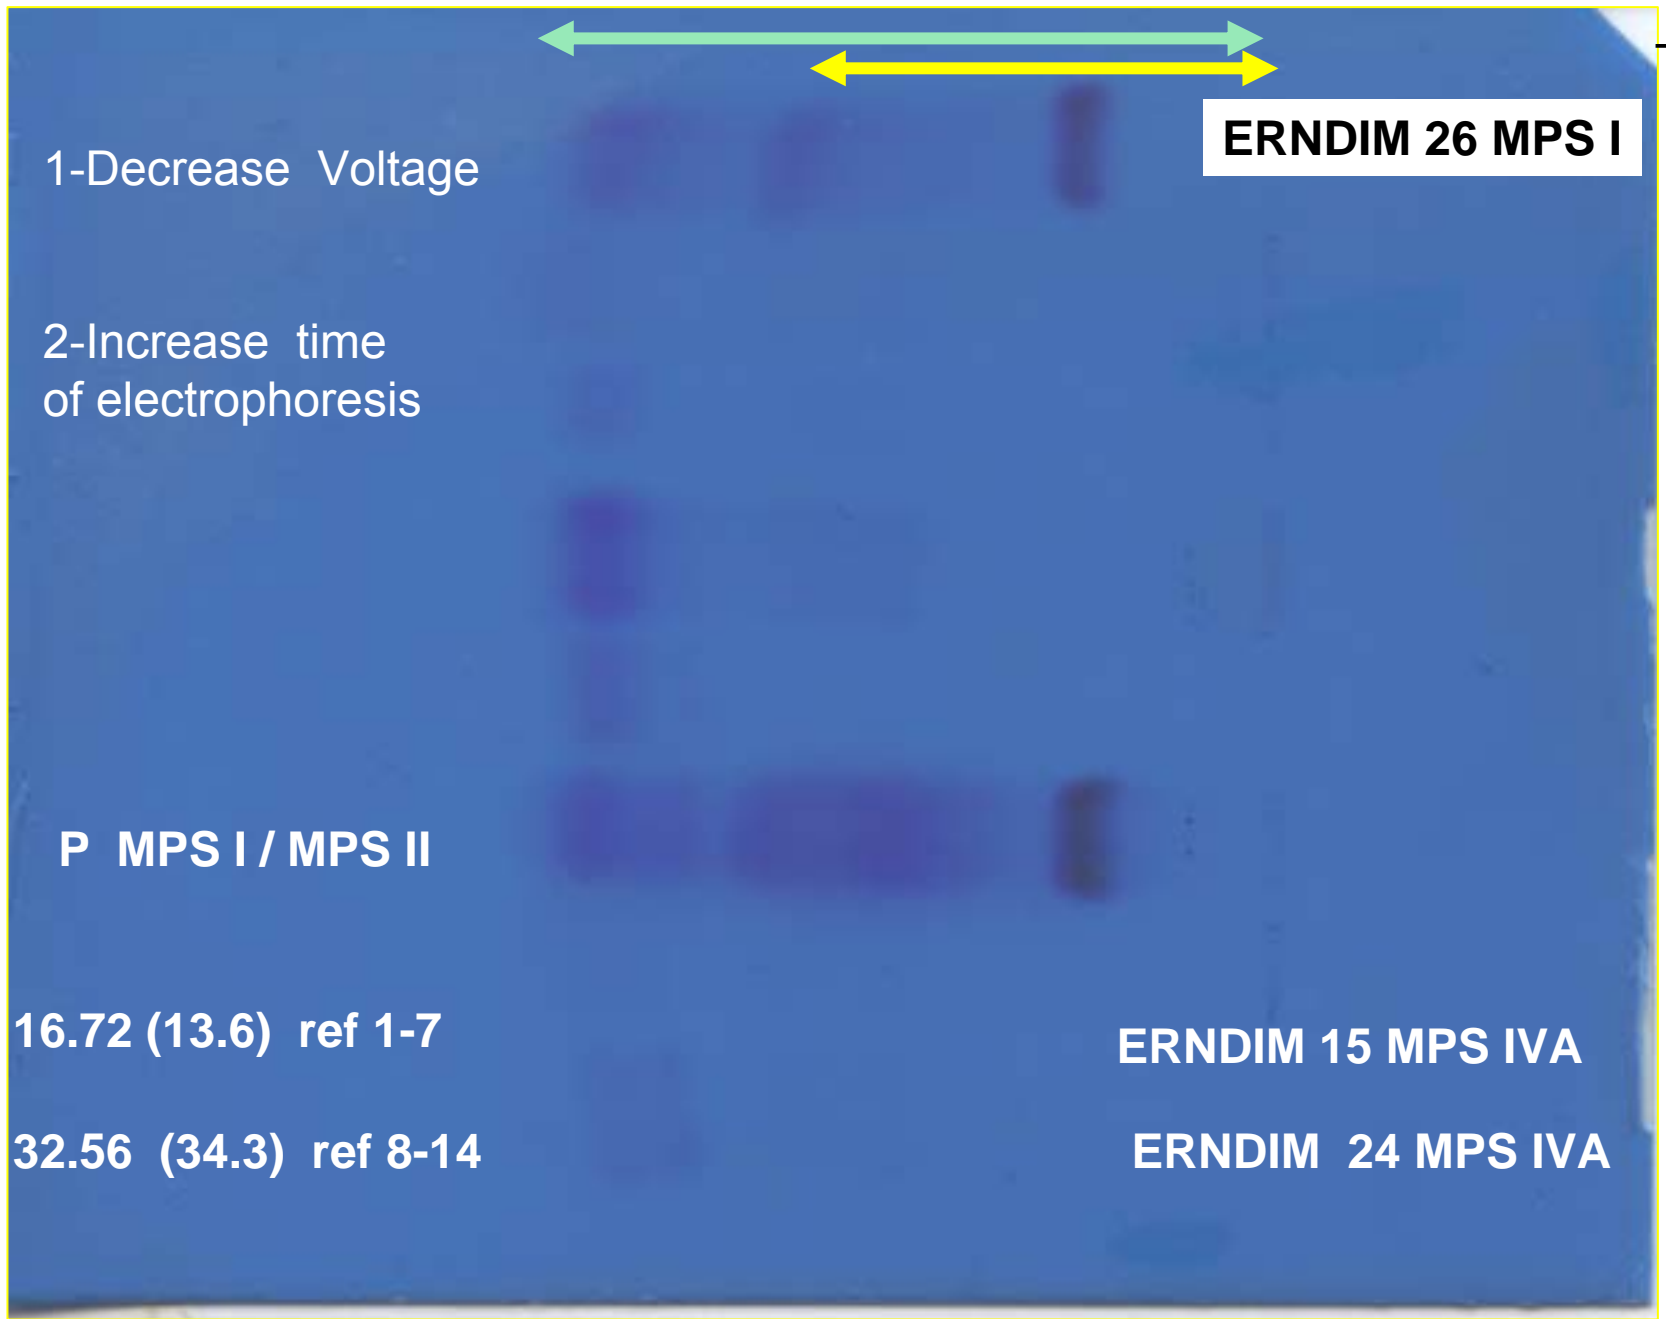 ERNDIM 26 MPS I
1-Decrease Voltage
2-Increase time
of electrophoresis
P MPS I / MPS II
16.72 (13.6) ref 1-7
ERNDIM 15 MPS IVA
32.56 (34.3) ref 8-14
ERNDIM 24 MPS IVA